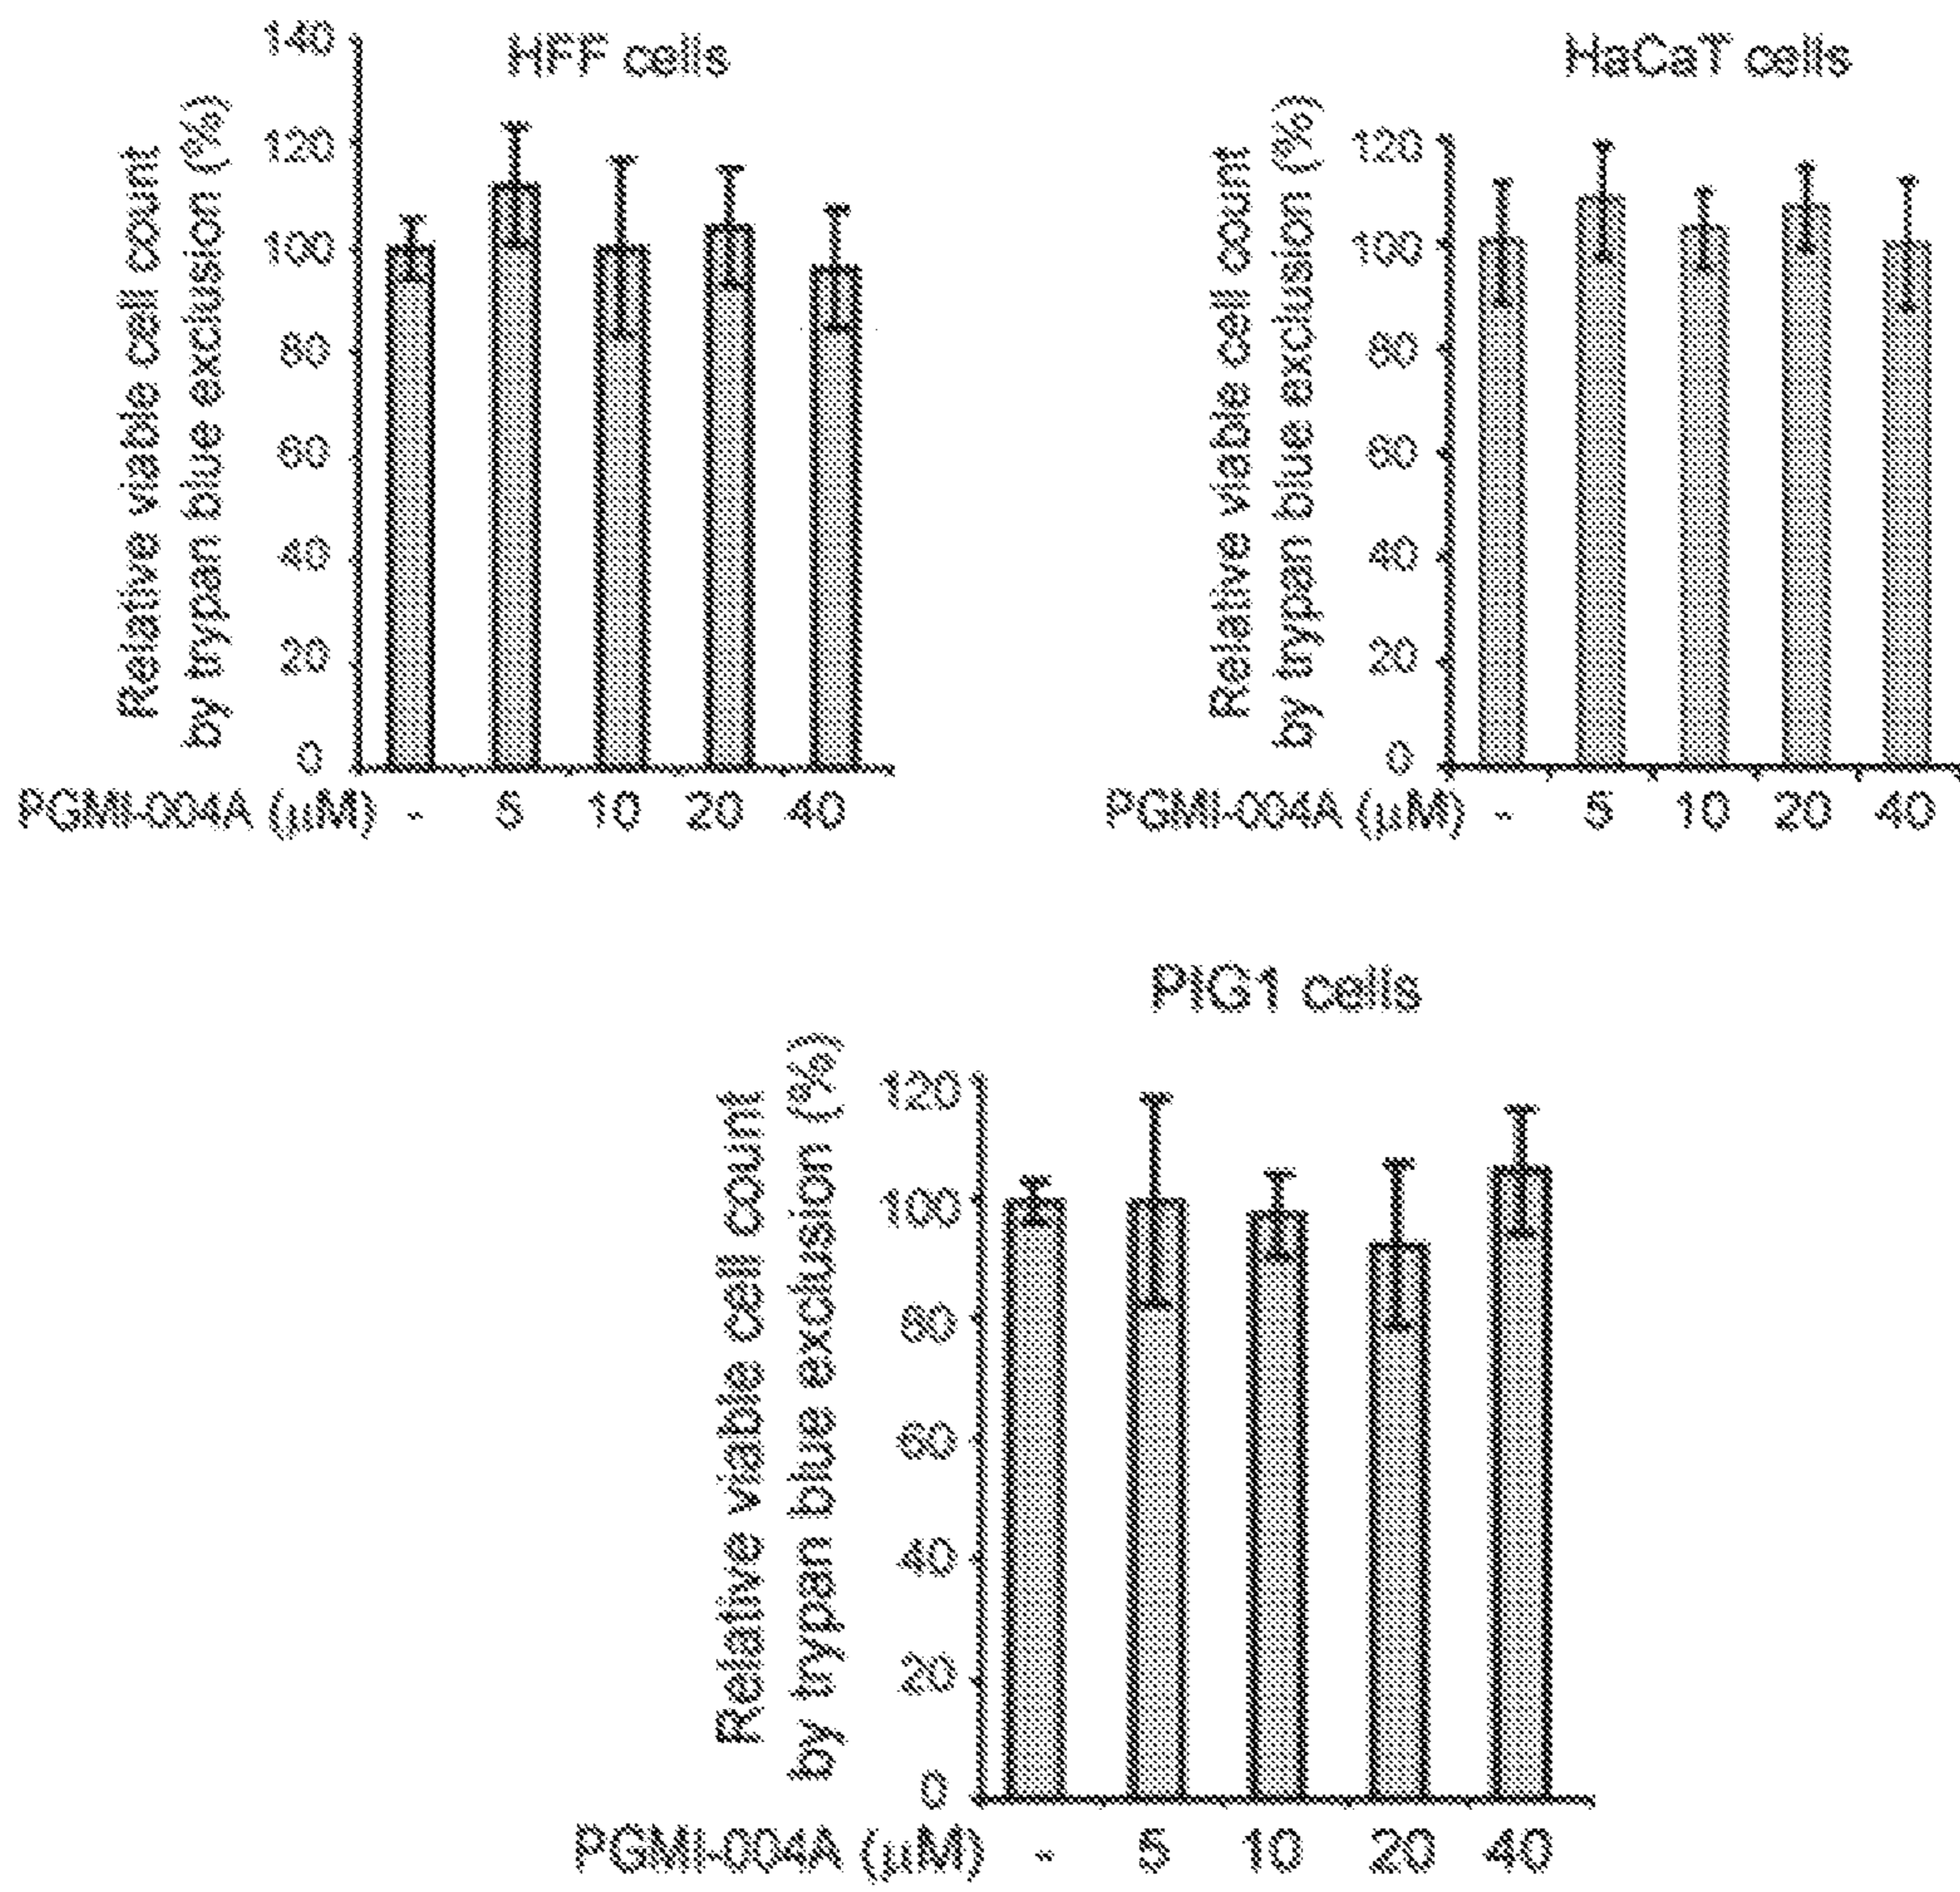 HFF cells
Relative viable cell count
by trypan blue exclusion (%)
140
120
100
80
60
40
20
0
PGMI-004A (μM) - 5 10 20 40
HaCaT cells
Relative viable cell count
by trypan blue exclusion (%)
120
100
80
60
40
20
0
PGMI-004A (μM) - 5 10 20 40
PIG1 cells
Relative viable cell count
by trypan blue exclusion (%)
120
100
80
60
40
20
0
PGMI-004A (μM) - 5 10 20 40